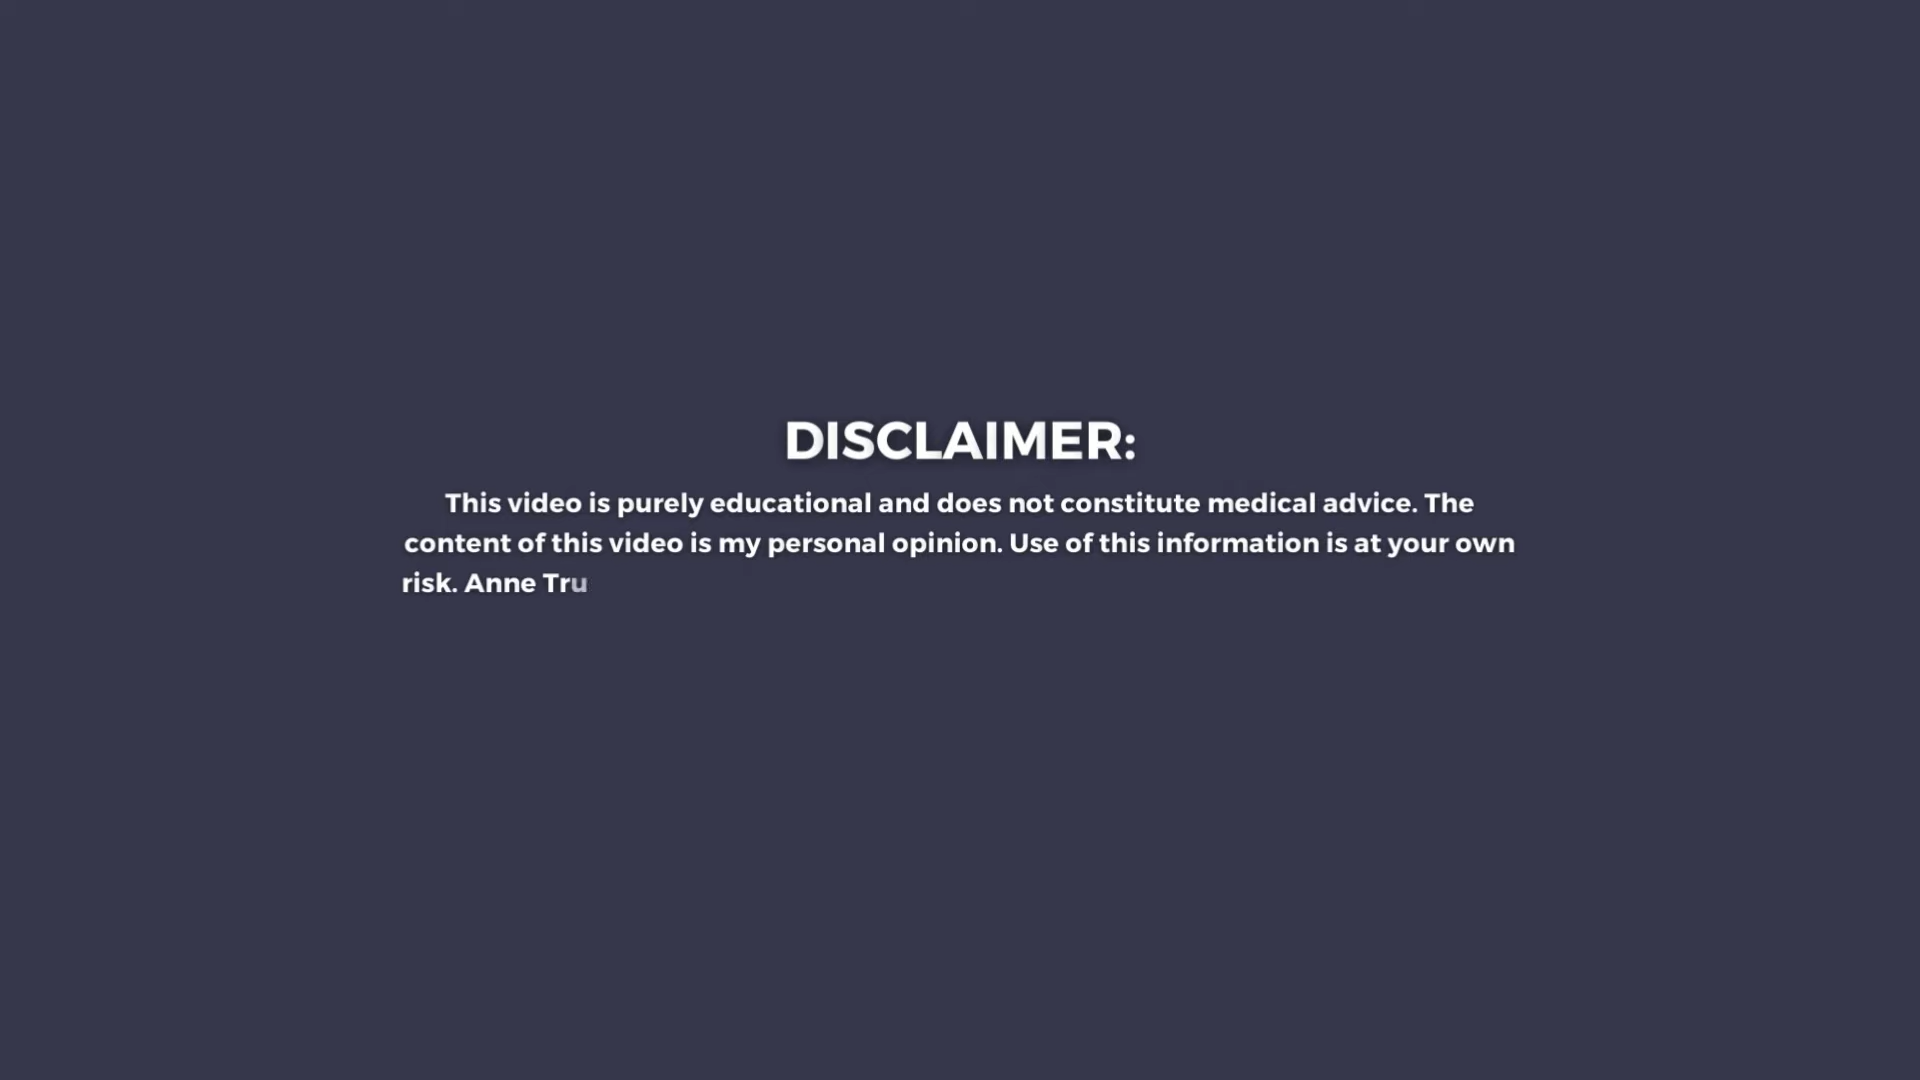 DISCLAIMER:
This video is purely educational and does not constitute medical advice. The
content of this video is my personal opinion. Use of this information is at your own
risk. Anne Tru